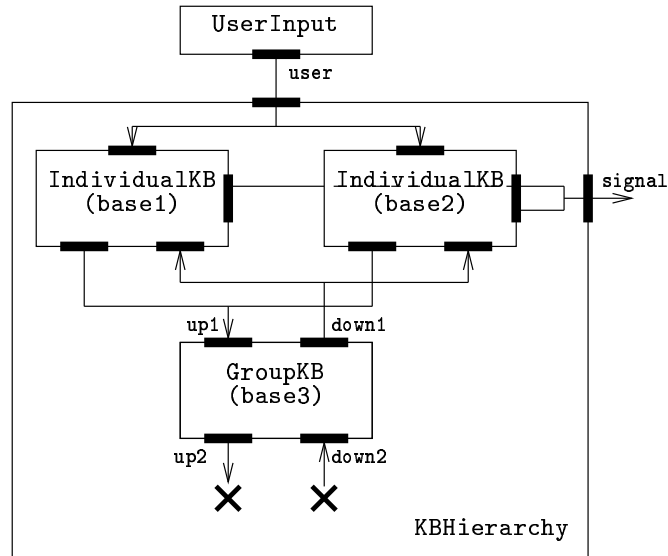 UserInput
user
IndividualKB
(base1)
IndividualKB
(base2)
signal
up1
down1
GroupKB
(base3)
up2
down2
KBHierarchy